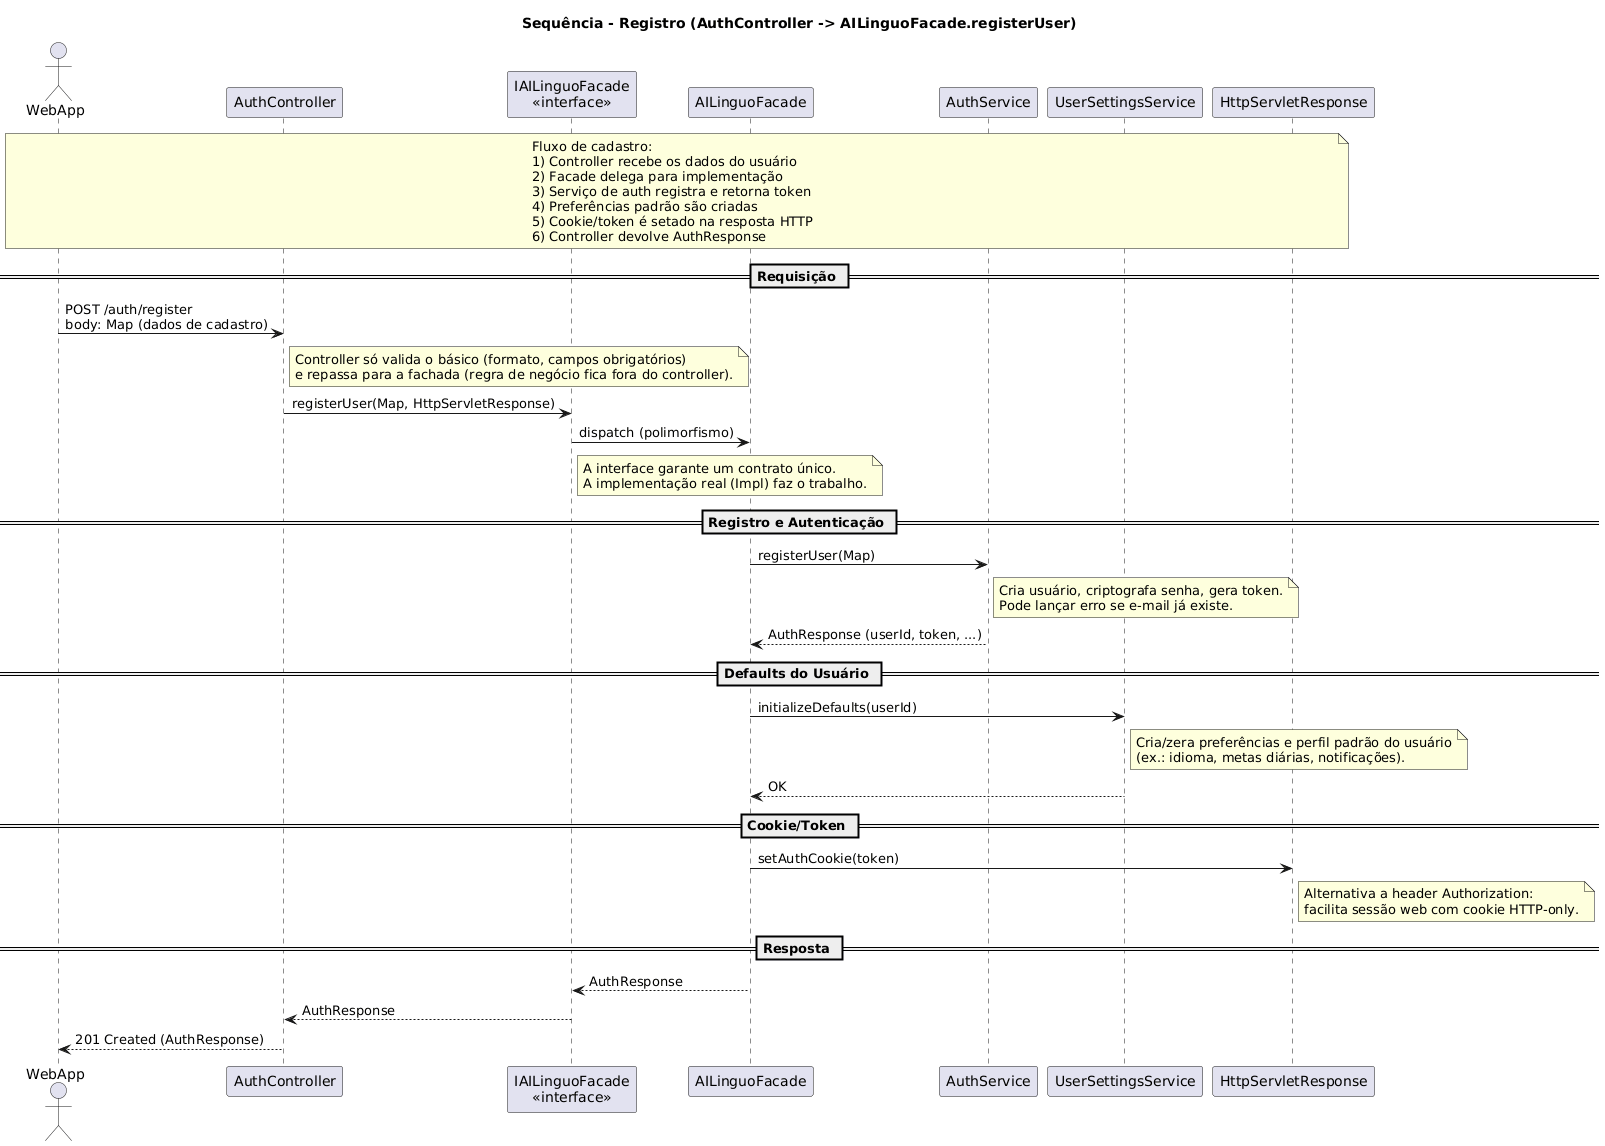 Sequência - Registro (AuthController -> AILinguoFacade.registerUser)
WebApp
AuthController
IAILinguoFacade
«interface»
AILinguoFacade
AuthService
UserSettingsService
HttpServletResponse
Fluxo de cadastro:
1) Controller recebe os dados do usuário
2) Facade delega para implementação
3) Serviço de auth registra e retorna token
4) Preferências padrão são criadas
5) Cookie/token é setado na resposta HTTP
6) Controller devolve AuthResponse
Requisição
POST /auth/register
body: Map (dados de cadastro)
Controller só valida o básico (formato, campos obrigatórios)
e repassa para a fachada (regra de negócio fica fora do controller).
registerUser(Map, HttpServletResponse)
dispatch (polimorfismo)
A interface garante um contrato único.
A implementação real (Impl) faz o trabalho.
Registro e Autenticação
registerUser(Map)
Cria usuário, criptografa senha, gera token.
Pode lançar erro se e-mail já existe.
AuthResponse (userId, token, ...)
Defaults do Usuário
initializeDefaults(userId)
Cria/zera preferências e perfil padrão do usuário
(ex.: idioma, metas diárias, notificações).
OK
Cookie/Token
setAuthCookie(token)
Alternativa a header Authorization:
facilita sessão web com cookie HTTP-only.
Resposta
AuthResponse
AuthResponse
201 Created (AuthResponse)
WebApp
AuthController
IAILinguoFacade
«interface»
AILinguoFacade
AuthService
UserSettingsService
HttpServletResponse